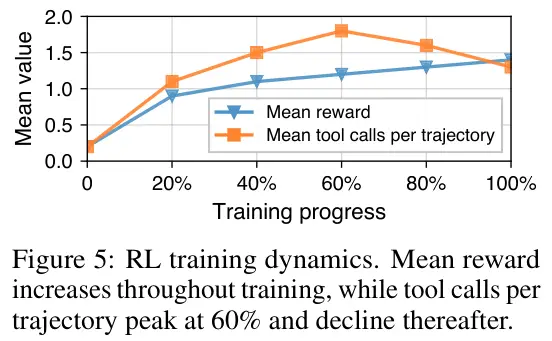 2.0
1.5
1.0
0.5
0.0
Mean value
Mean reward
Mean tool calls per trajectory
0 20% 40% 60% 80% 100%
Training progress
Figure 5: RL training dynamics. Mean reward
increases throughout training, while tool calls per
trajectory peak at 60% and decline thereafter.